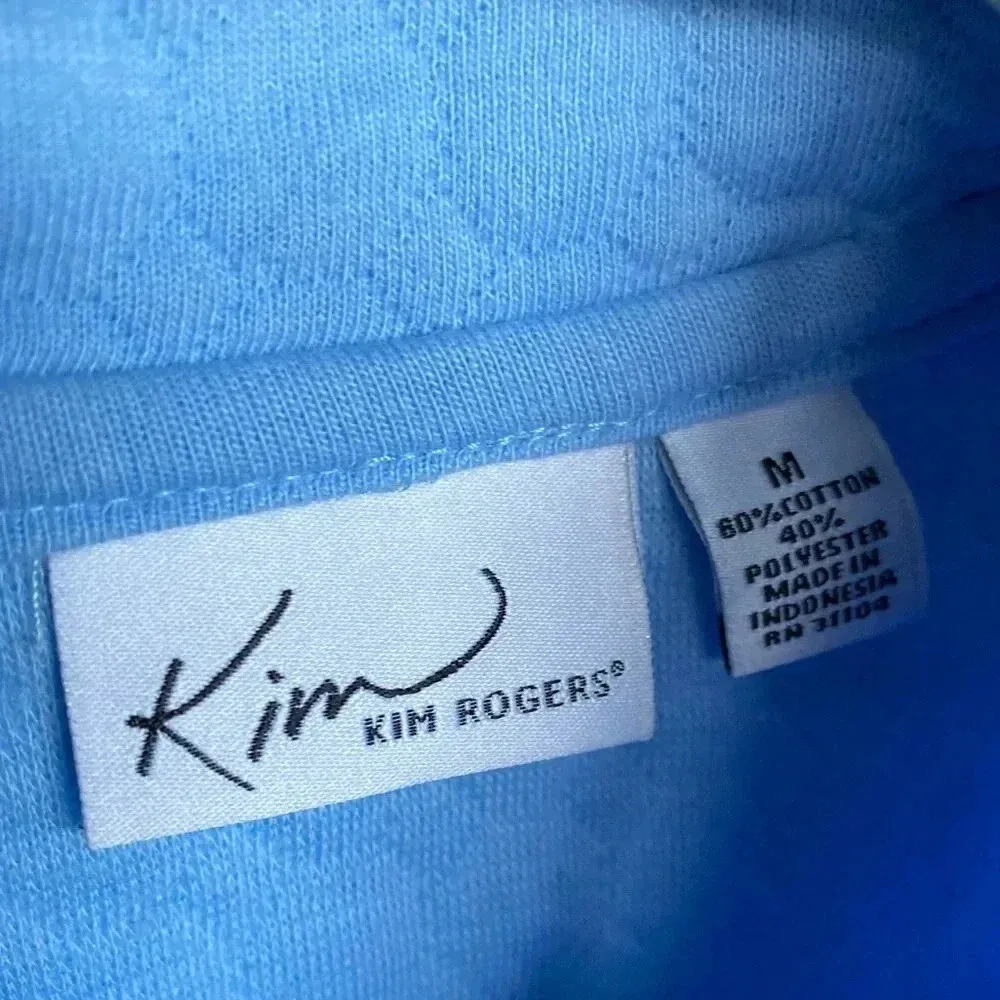 Kim
KIM ROGERS®
M
60% COTTON
40%
POLYESTER
MADE IN
INDONESIA
RN 31104